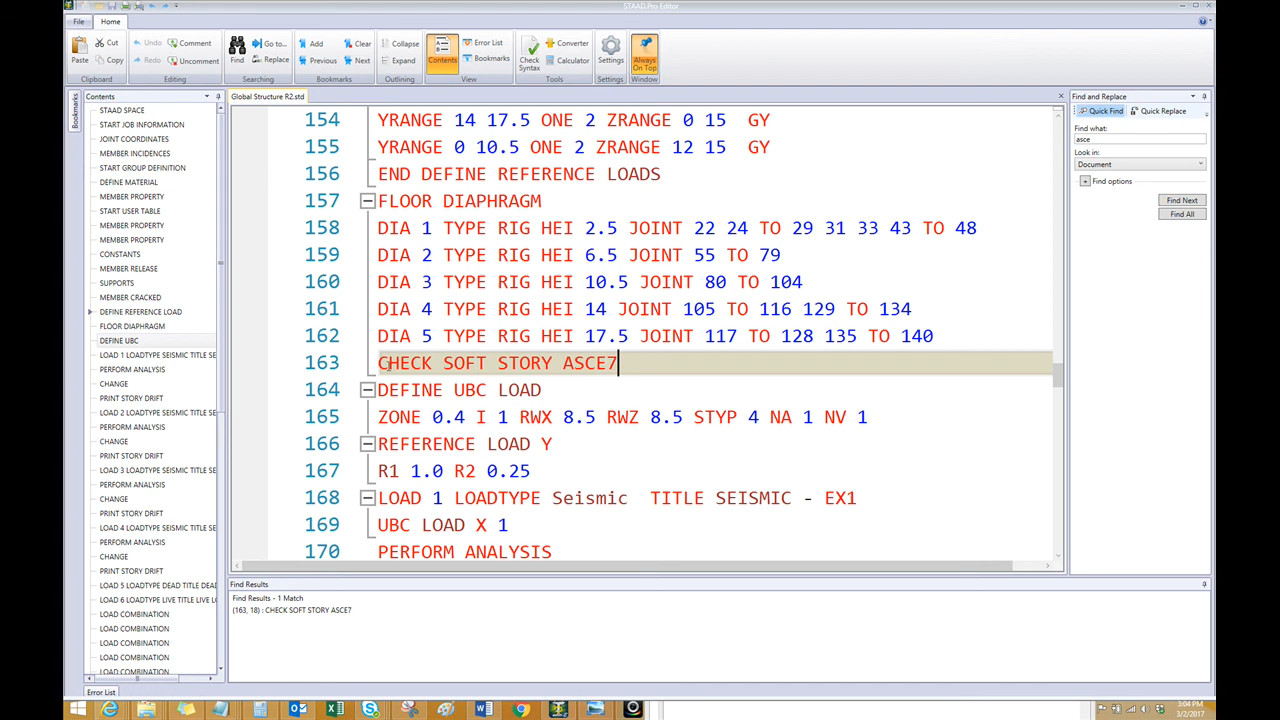 STAAD.Pro Editor
File
Home
Paste
Cut
Copy
Clipboard
Undo
Redo
Comment
Uncomment
Editing
Find
Go to...
Replace
Searching
Add
Previous
Clear
Next
Bookmarks
Collapse
Expand
Outlining
Contents
Error List
Bookmarks
View
Check Syntax
Converter
Calculator
Tools
Settings
Settings
Always On Top
Window
Bookmarks
Contents
STAAD SPACE
START JOB INFORMATION
JOINT COORDINATES
MEMBER INCIDENCES
START GROUP DEFINITION
DEFINE MATERIAL
MEMBER PROPERTY
START USER TABLE
MEMBER PROPERTY
MEMBER PROPERTY
CONSTANTS
MEMBER RELEASE
SUPPORTS
MEMBER CRACKED
DEFINE REFERENCE LOAD
FLOOR DIAPHRAGM
DEFINE UBC
LOAD 1 LOADTYPE SEISMIC TITLE SE
PERFORM ANALYSIS
CHANGE
PRINT STORY DRIFT
LOAD 2 LOADTYPE SEISMIC TITLE SE
PERFORM ANALYSIS
CHANGE
PRINT STORY DRIFT
LOAD 3 LOADTYPE SEISMIC TITLE SE
PERFORM ANALYSIS
CHANGE
PRINT STORY DRIFT
LOAD 4 LOADTYPE SEISMIC TITLE SE
PERFORM ANALYSIS
CHANGE
PRINT STORY DRIFT
LOAD 5 LOADTYPE DEAD TITLE DEA
LOAD 6 LOADTYPE LIVE TITLE LIVE L
LOAD COMBINATION
LOAD COMBINATION
LOAD COMBINATION
LOAD COMBINATION
LOAD COMBINATION
Global Structure R2.std
154 YRANGE 14 17.5 ONE 2 ZRANGE 0 15 GY
155 YRANGE 0 10.5 ONE 2 ZRANGE 12 15 GY
156 END DEFINE REFERENCE LOADS
157 FLOOR DIAPHRAGM
158 DIA 1 TYPE RIG HEI 2.5 JOINT 22 24 TO 29 31 33 43 TO 48
159 DIA 2 TYPE RIG HEI 6.5 JOINT 55 TO 79
160 DIA 3 TYPE RIG HEI 10.5 JOINT 80 TO 104
161 DIA 4 TYPE RIG HEI 14 JOINT 105 TO 116 129 TO 134
162 DIA 5 TYPE RIG HEI 17.5 JOINT 117 TO 128 135 TO 140
163 CHECK SOFT STORY ASCE7
164 DEFINE UBC LOAD
165 ZONE 0.4 I 1 RWX 8.5 RWZ 8.5 STYP 4 NA 1 NV 1
166 REFERENCE LOAD Y
167 R1 1.0 R2 0.25
168 LOAD 1 LOADTYPE Seismic TITLE SEISMIC - EX1
169 UBC LOAD X 1
170 PERFORM ANALYSIS
Find Results
Find Results - 1 Match
(163, 18) : CHECK SOFT STORY ASCE7
Find and Replace
Quick Find
Quick Replace
Find what:
asce
Look in:
Document
Find options
Find Next
Find All
Error List
3:04 PM
3/2/2017